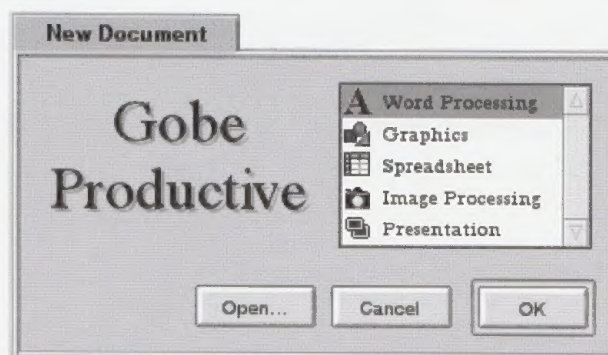 New Document
Gobe
Productive
Word Processing
Graphics
Spreadsheet
Image Processing
Presentation
Open...
Cancel
OK